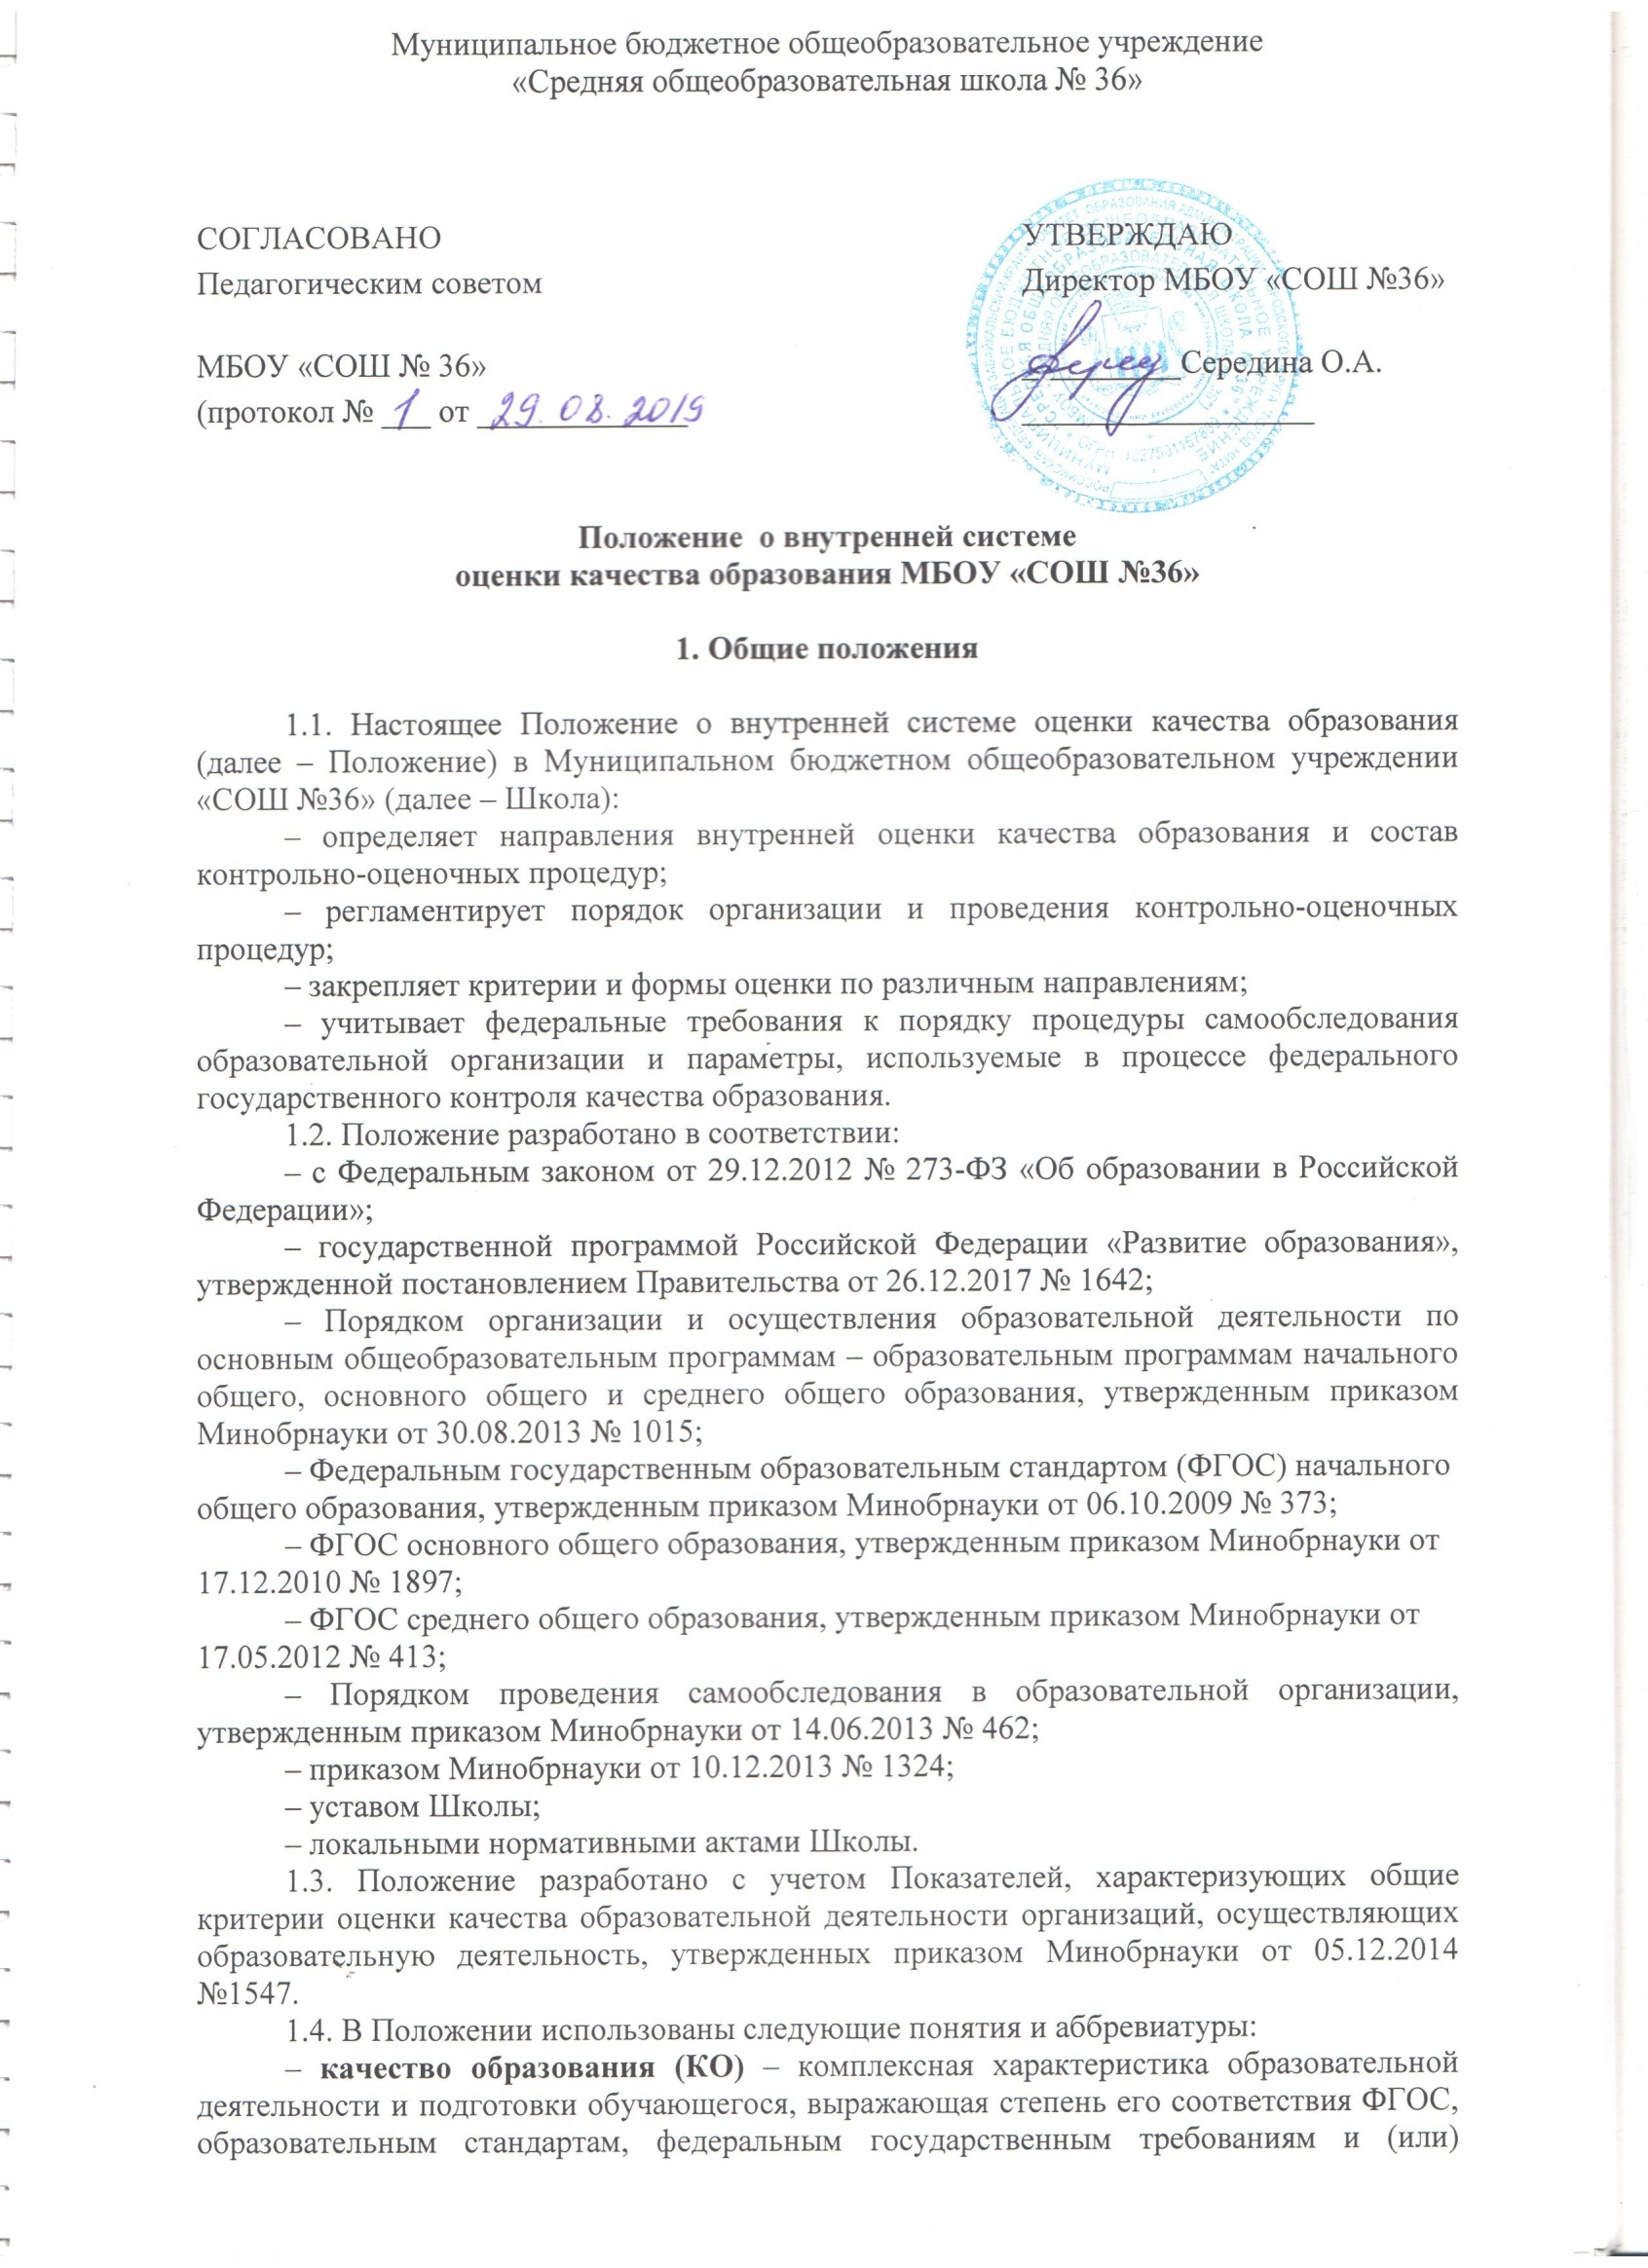 Муниципальное бюджетное общеобразовательное учреждение
«Средняя общеобразовательная школа № 36»
СОГЛАСОВАНО
Педагогическим советом
МБОУ «СОШ № 36»
(протокол № 1 от 29.08.2019
УТВЕРЖДАЮ
Директор МБОУ «СОШ №36»
Середина О.А.
Положение о внутренней системе
оценки качества образования МБОУ «СОШ №36»
1. Общие положения
1.1. Настоящее Положение о внутренней системе оценки качества образования
(далее – Положение) в Муниципальном бюджетном общеобразовательном учреждении
«СОШ №36» (далее – Школа):
– определяет направления внутренней оценки качества образования и состав
контрольно-оценочных процедур;
– регламентирует порядок организации и проведения контрольно-оценочных
процедур;
– закрепляет критерии и формы оценки по различным направлениям;
– учитывает федеральные требования к порядку процедуры самообследования
образовательной организации и параметры, используемые в процессе федерального
государственного контроля качества образования.
1.2. Положение разработано в соответствии:
– с Федеральным законом от 29.12.2012 № 273-ФЗ «Об образовании в Российской
Федерации»;
– государственной программой Российской Федерации «Развитие образования»,
утвержденной постановлением Правительства от 26.12.2017 № 1642;
– Порядком организации и осуществления образовательной деятельности по
основным общеобразовательным программам – образовательным программам начального
общего, основного общего и среднего общего образования, утвержденным приказом
Минобрнауки от 30.08.2013 № 1015;
– Федеральным государственным образовательным стандартом (ФГОС) начального
общего образования, утвержденным приказом Минобрнауки от 06.10.2009 № 373;
– ФГОС основного общего образования, утвержденным приказом Минобрнауки от
17.12.2010 № 1897;
– ФГОС среднего общего образования, утвержденным приказом Минобрнауки от
17.05.2012 № 413;
– Порядком проведения самообследования в образовательной организации,
утвержденным приказом Минобрнауки от 14.06.2013 № 462;
– приказом Минобрнауки от 10.12.2013 № 1324;
– уставом Школы;
– локальными нормативными актами Школы.
1.3. Положение разработано с учетом Показателей, характеризующих общие
критерии оценки качества образовательной деятельности организаций, осуществляющих
образовательную деятельность, утвержденных приказом Минобрнауки от 05.12.2014
№1547.
1.4. В Положении использованы следующие понятия и аббревиатуры:
– качество образования (КО) – комплексная характеристика образовательной
деятельности и подготовки обучающегося, выражающая степень его соответствия ФГОС,
образовательным стандартам, федеральным государственным требованиям и (или)